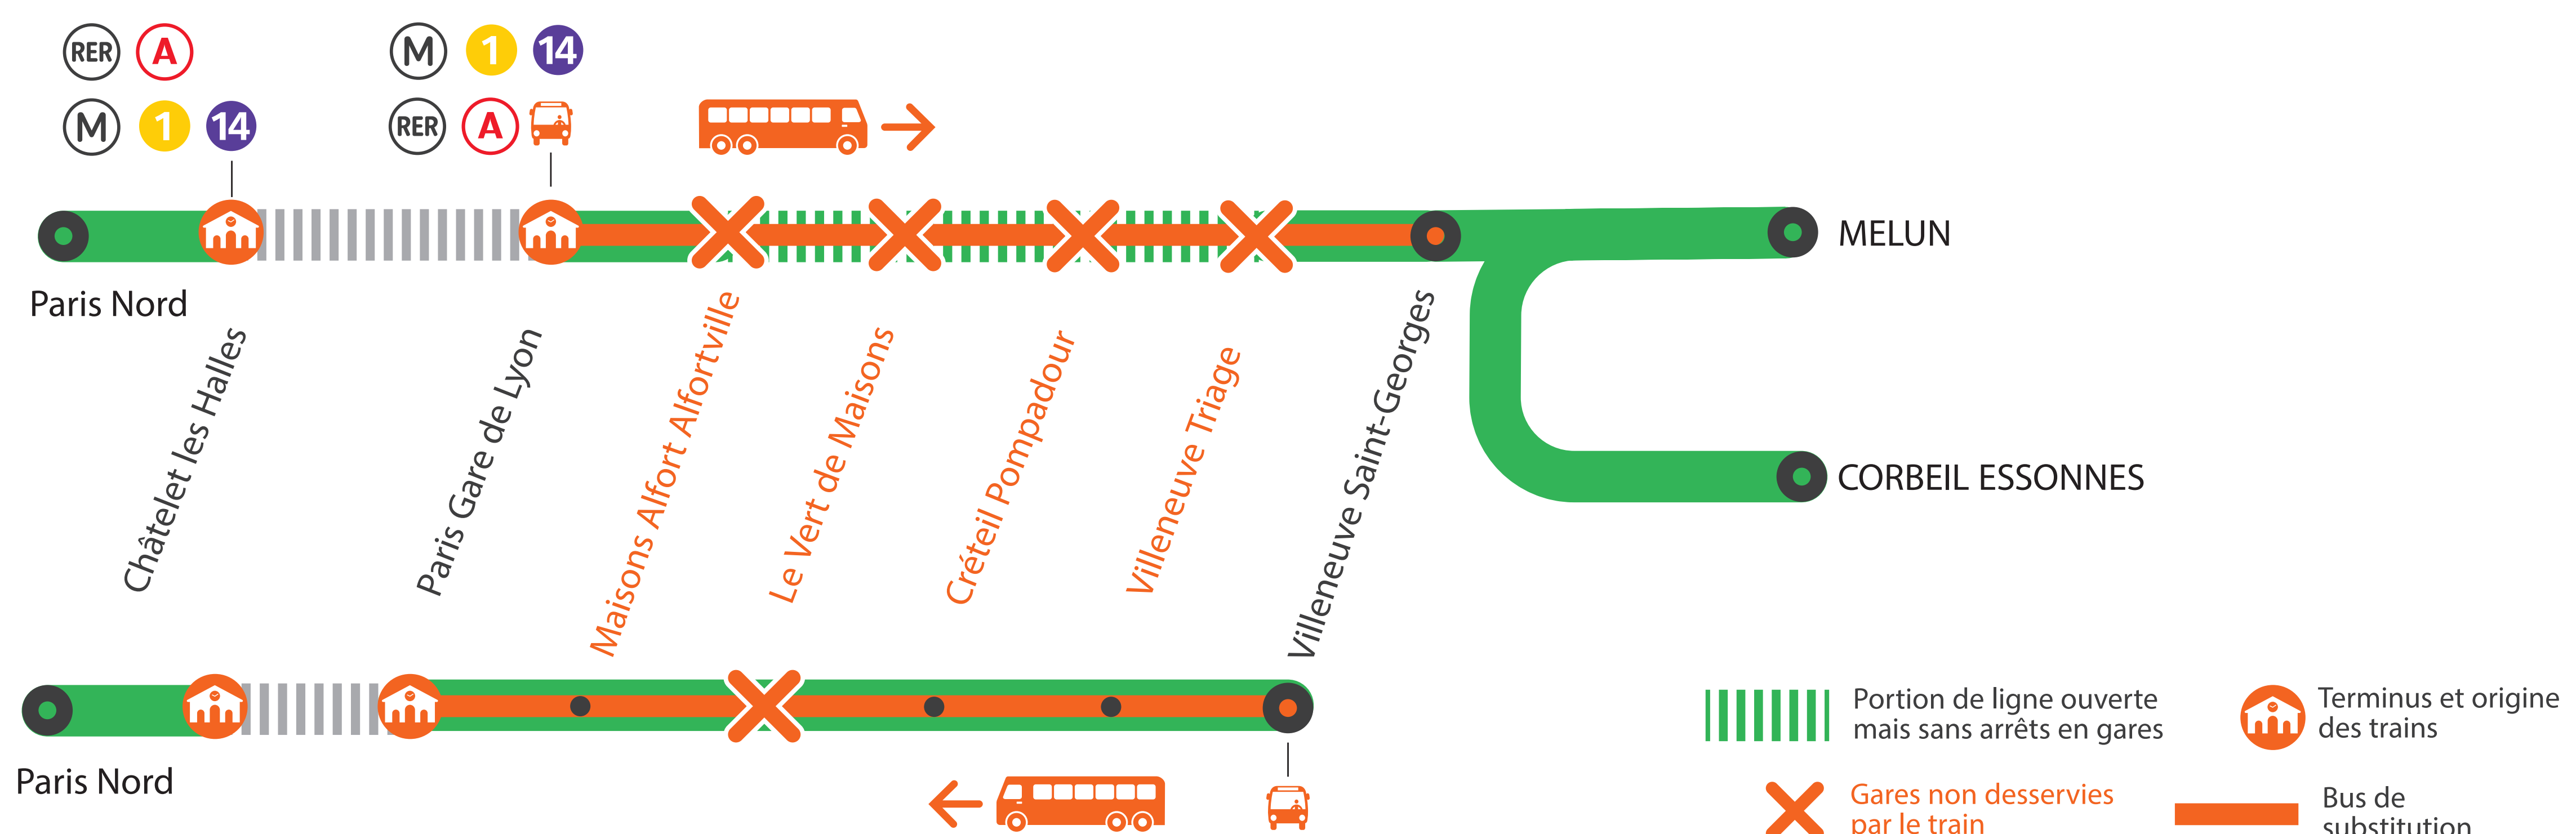 RER A
M 1 14
M 1 14
RER A
Paris Nord
Châtelet les Halles
Paris Gare de Lyon
Maisons Alfort Alfortville
Le Vert de Maisons
Créteil Pompadour
Villeneuve Triage
Villeneuve Saint-Georges
MELUN
CORBEIL ESSONNES
Paris Nord
Portion de ligne ouverte
mais sans arrêts en gares
Terminus et origine
des trains
Gares non desservies
par le train
Bus de
substitution